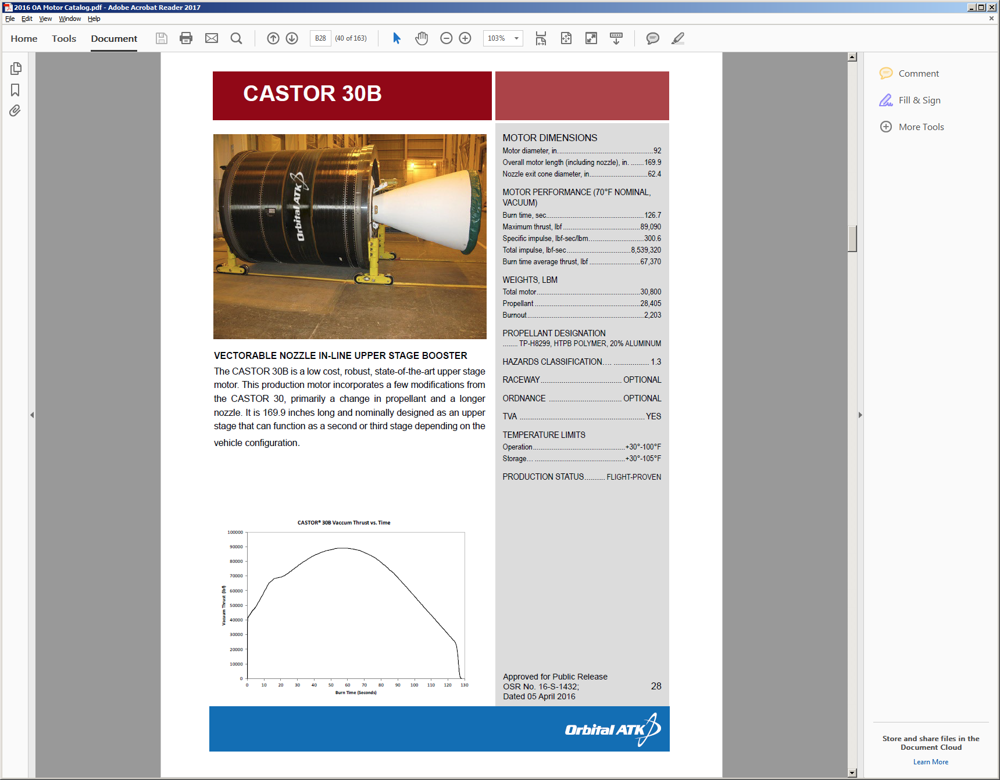 2016 OA Motor Catalog.pdf - Adobe Acrobat Reader 2017
File Edit View Window Help
Home Tools Document B28 (40 of 163) 103%
Comment
Fill & Sign
More Tools
CASTOR 30B
Orbital ATK
VECTORABLE NOZZLE IN-LINE UPPER STAGE BOOSTER
The CASTOR 30B is a low cost, robust, state-of-the-art upper stage
motor. This production motor incorporates a few modifications from
the CASTOR 30, primarily a change in propellant and a longer
nozzle. It is 169.9 inches long and nominally designed as an upper
stage that can function as a second or third stage depending on the
vehicle configuration.
MOTOR DIMENSIONS
Motor diameter, in. 92
Overall motor length (including nozzle), in. 169.9
Nozzle exit cone diameter, in. 62.4
MOTOR PERFORMANCE (70°F NOMINAL,
VACUUM)
Burn time, sec 126.7
Maximum thrust, lbf 89,090
Specific impulse, lbf-sec/lbm 300.6
Total impulse, lbf-sec 8,539,320
Burn time average thrust, lbf 67,370
WEIGHTS, LBM
Total motor 30,800
Propellant 28,405
Burnout 2,203
PROPELLANT DESIGNATION
TP-H8299, HTPB POLYMER, 20% ALUMINUM
HAZARDS CLASSIFICATION 1.3
RACEWAY OPTIONAL
ORDNANCE OPTIONAL
TVA YES
TEMPERATURE LIMITS
Operation +30°-100°F
Storage +30°-105°F
PRODUCTION STATUS FLIGHT-PROVEN
CASTOR® 30B Vaccum Thrust vs. Time
100000
90000
80000
70000
60000
50000
40000
30000
20000
10000
0
Vacuum Thrust (lbf)
0 10 20 30 40 50 60 70 80 90 100 110 120 130
Burn Time (Seconds)
Approved for Public Release
OSR No. 16-S-1432;
Dated 05 April 2016
28
Orbital ATK
Store and share files in the
Document Cloud
Learn More